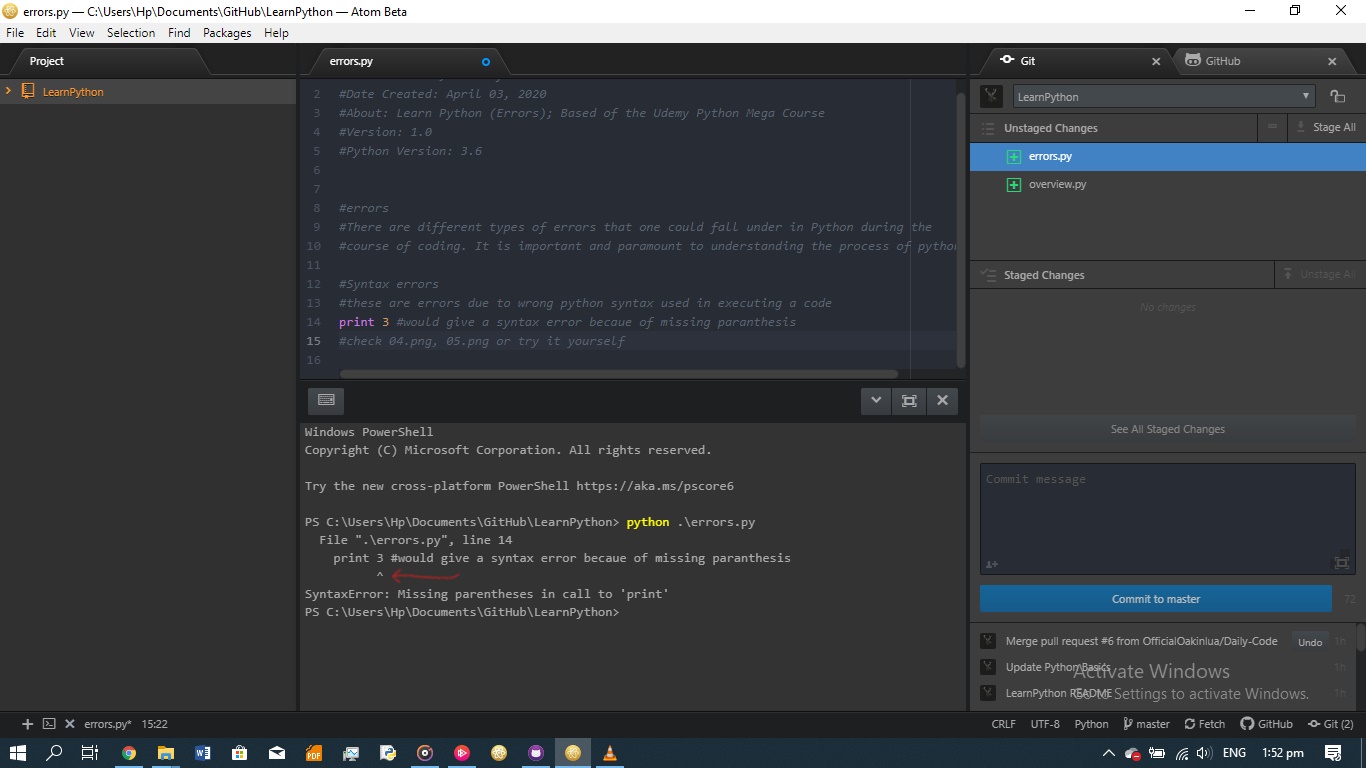 errors.py — C:\Users\Hp\Documents\GitHub\LearnPython — Atom Beta
File Edit View Selection Find Packages Help
Project
LearnPython
errors.py
2 #Date Created: April 03, 2020
3 #About: Learn Python (Errors); Based of the Udemy Python Mega Course
4 #Version: 1.0
5 #Python Version: 3.6
6
7
8 #errors
9 #There are different types of errors that one could fall under in Python during the
10 #course of coding. It is important and paramount to understanding the process of pytho
11
12 #Syntax errors
13 #these are errors due to wrong python syntax used in executing a code
14 print 3 #would give a syntax error becaue of missing paranthesis
15 #check 04.png, 05.png or try it yourself
16
Windows PowerShell
Copyright (C) Microsoft Corporation. All rights reserved.
Try the new cross-platform PowerShell https://aka.ms/pscore6
PS C:\Users\Hp\Documents\GitHub\LearnPython> python .\errors.py
File ".\errors.py", line 14
print 3 #would give a syntax error becaue of missing paranthesis
^
SyntaxError: Missing parentheses in call to 'print'
PS C:\Users\Hp\Documents\GitHub\LearnPython>
Git
GitHub
LearnPython
Unstaged Changes
Stage All
errors.py
overview.py
Staged Changes
Unstage All
No changes
See All Staged Changes
Commit message
Commit to master
72
Merge pull request #6 from OfficialOakinlua/Daily-Code Undo 1h
Update Python Basics 1h
LearnPython README 1h
Activate Windows
Go to Settings to activate Windows.
errors.py* 15:22
CRLF UTF-8 Python master Fetch GitHub Git (2)
PDF
ENG 1:52 pm